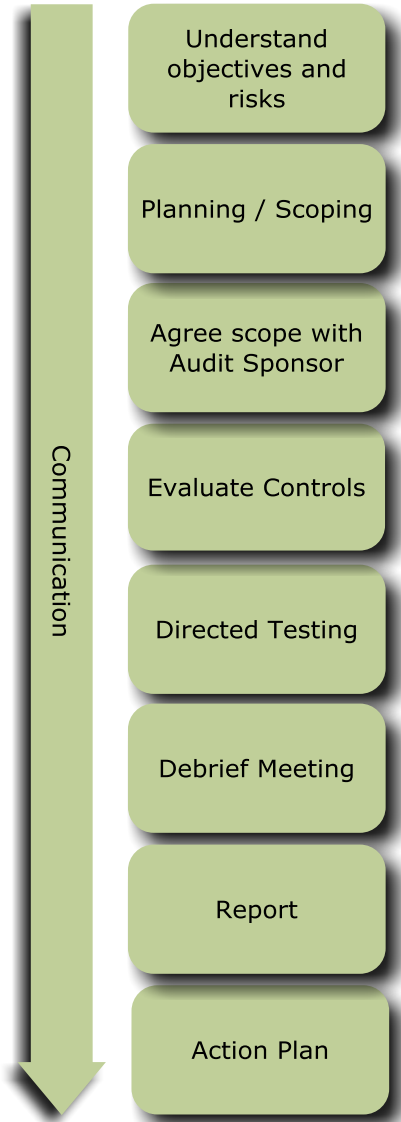 Understand
objectives and
risks
Planning / Scoping
Agree scope with
Audit Sponsor
Evaluate Controls
Communication
Directed Testing
Debrief Meeting
Report
Action Plan